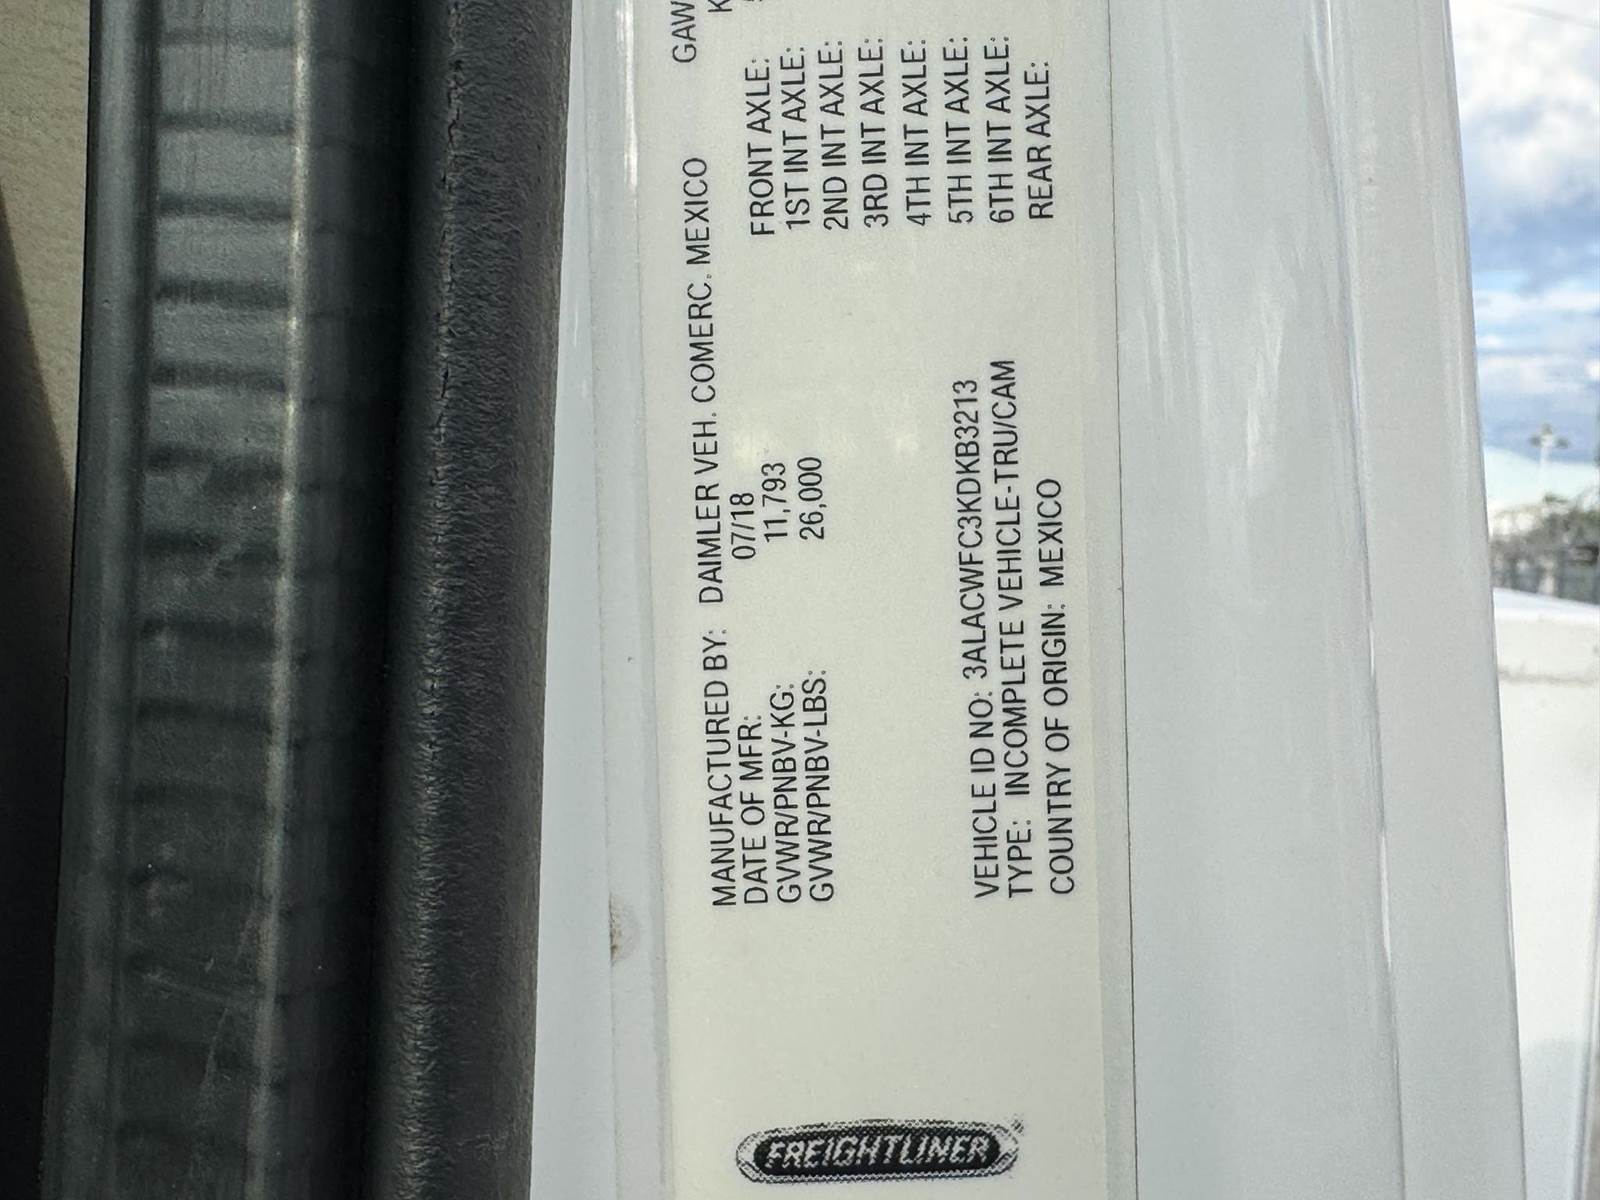 MANUFACTURED BY: DAIMLER VEH. COMERC. MEXICO GAW
DATE OF MFR: 07/18 K
GVWR/PNBV-KG: 11,793 FRONT AXLE:
GVWR/PNBV-LBS: 26,000 1ST INT AXLE:
2ND INT AXLE:
3RD INT AXLE:
4TH INT AXLE:
5TH INT AXLE:
6TH INT AXLE:
REAR AXLE:
VEHICLE ID NO: 3ALACWFC3KDKB3213
TYPE: INCOMPLETE VEHICLE-TRU/CAM
COUNTRY OF ORIGIN: MEXICO
FREIGHTLINER